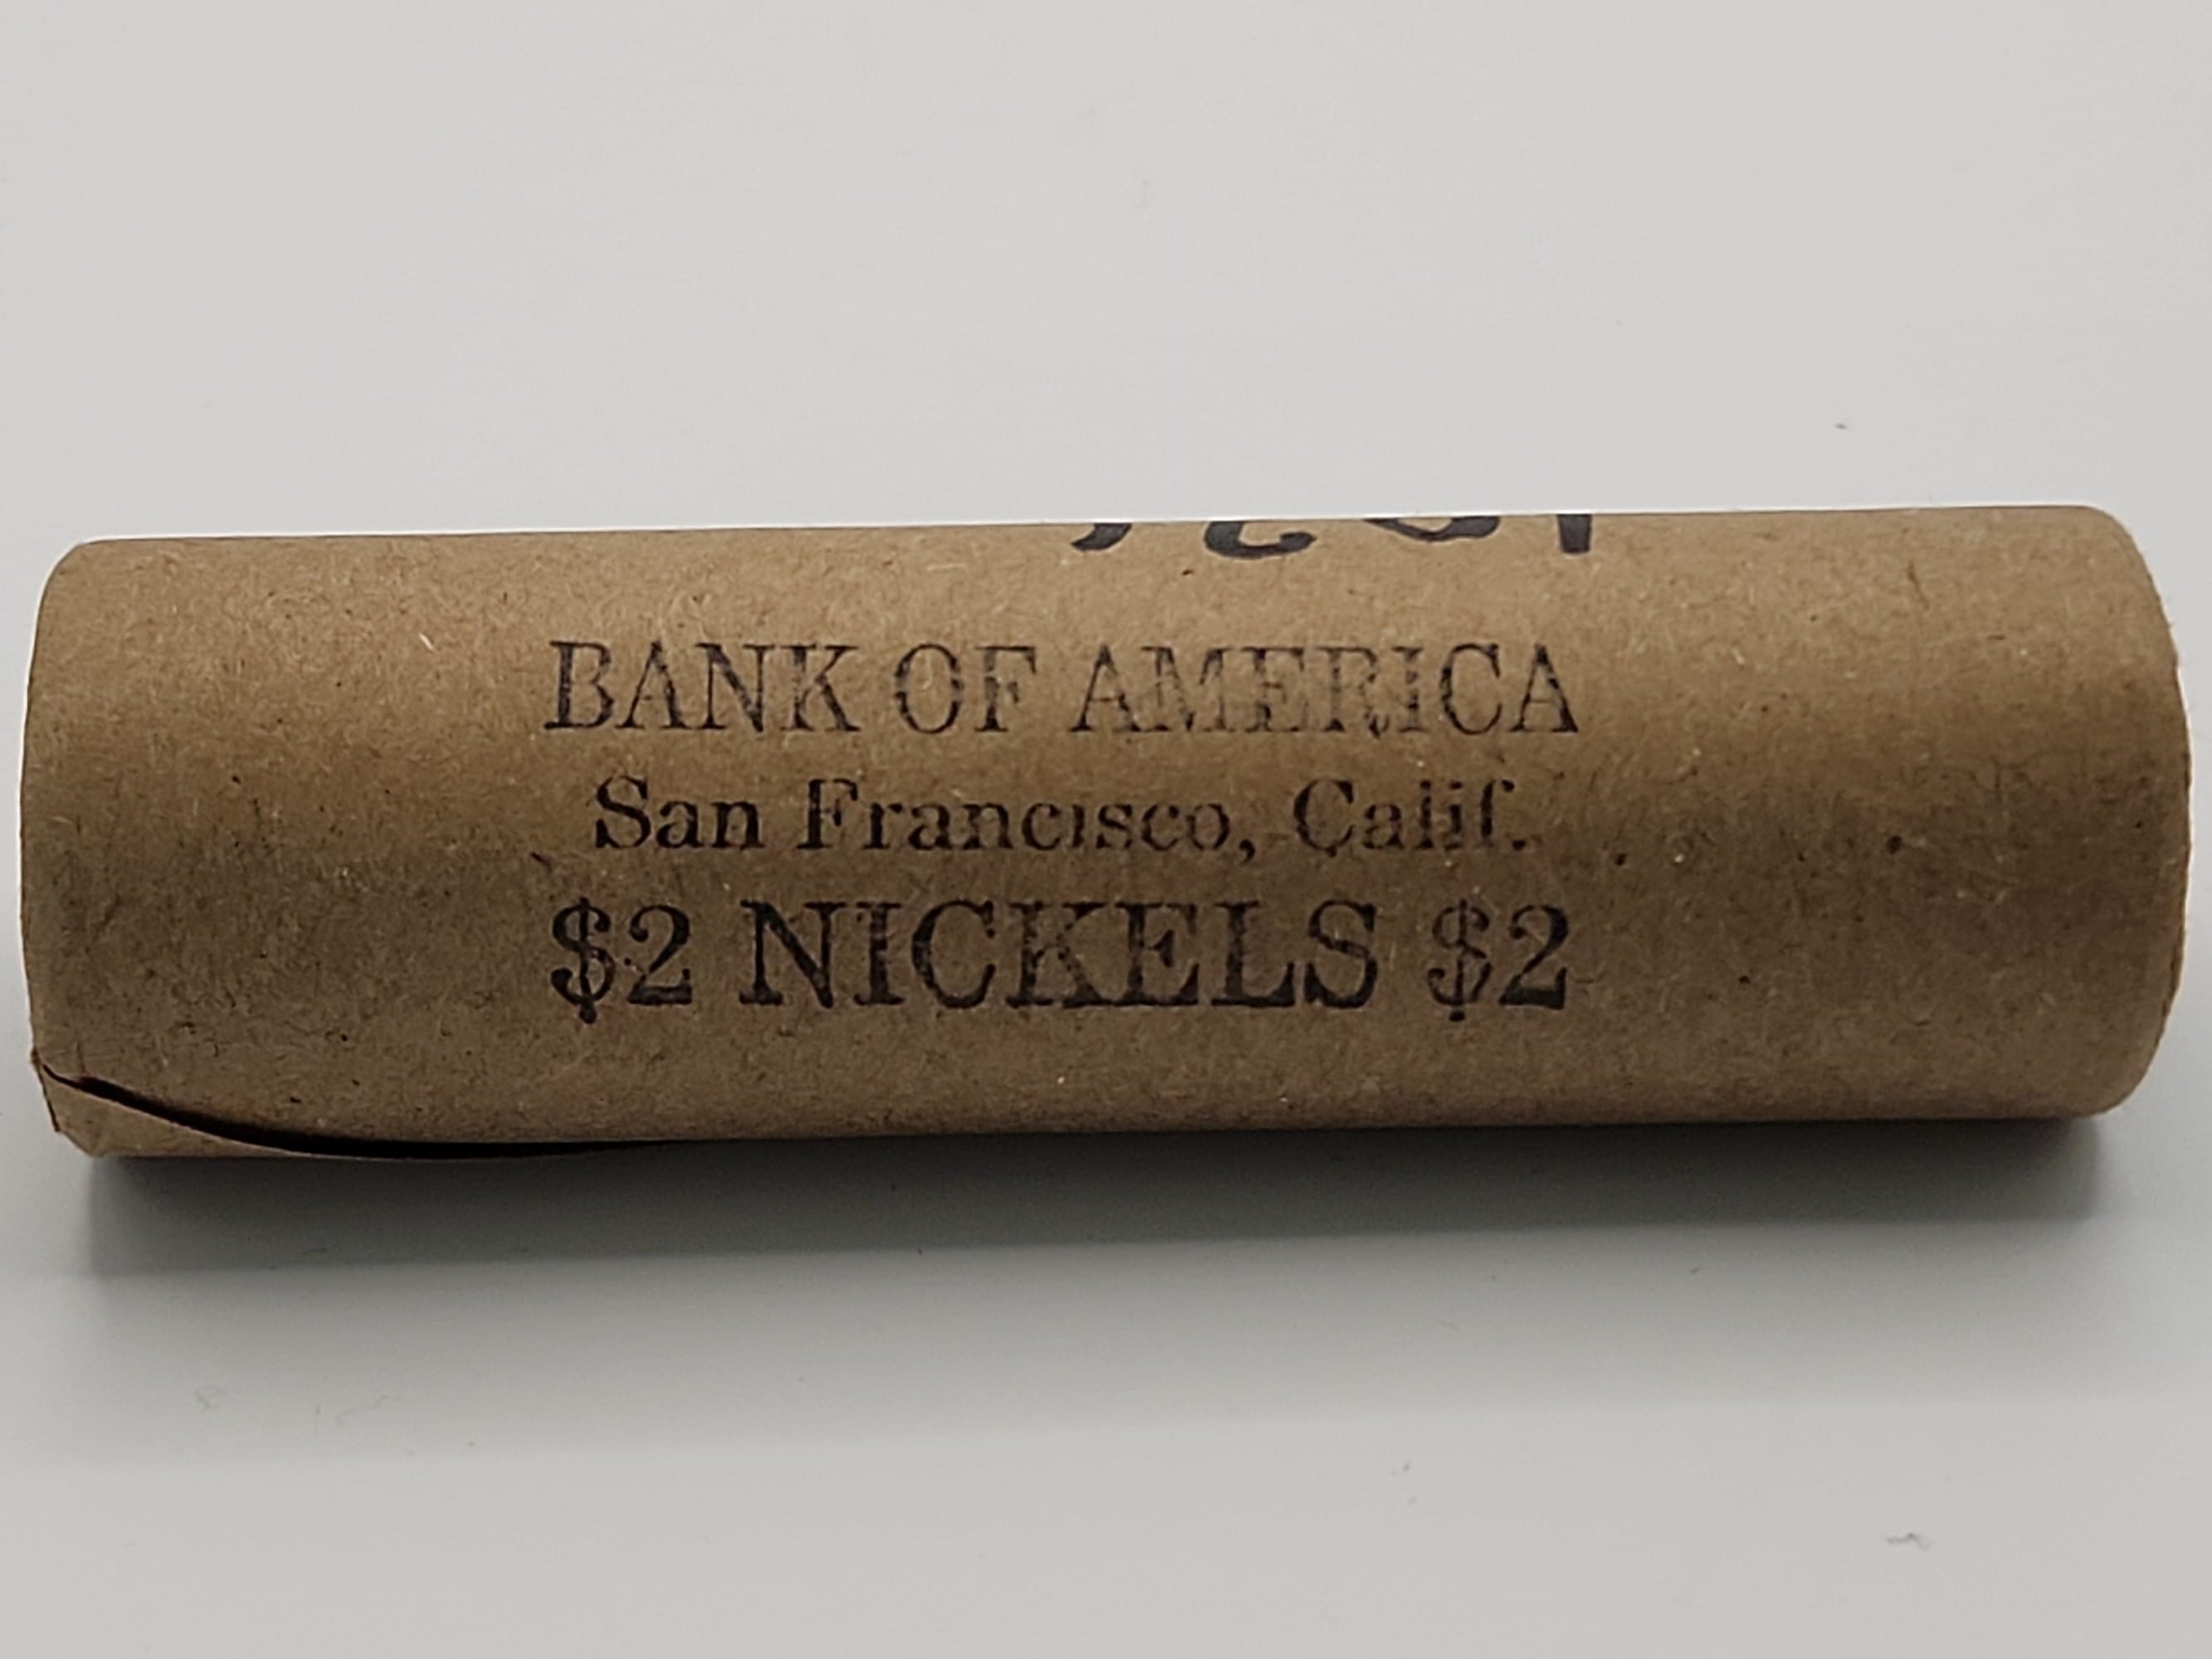 BANK OF AMERICA
San Francisco, Calif.
$2 NICKELS $2